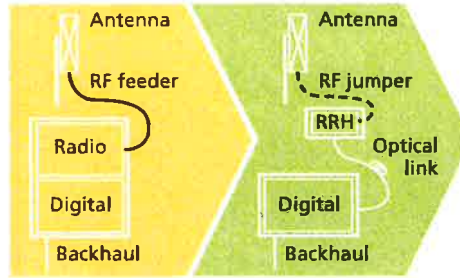 Antenna
RF feeder
Radio
Digital
Backhaul
Antenna
RF jumper
RRH
Optical
link
Digital
Backhaul